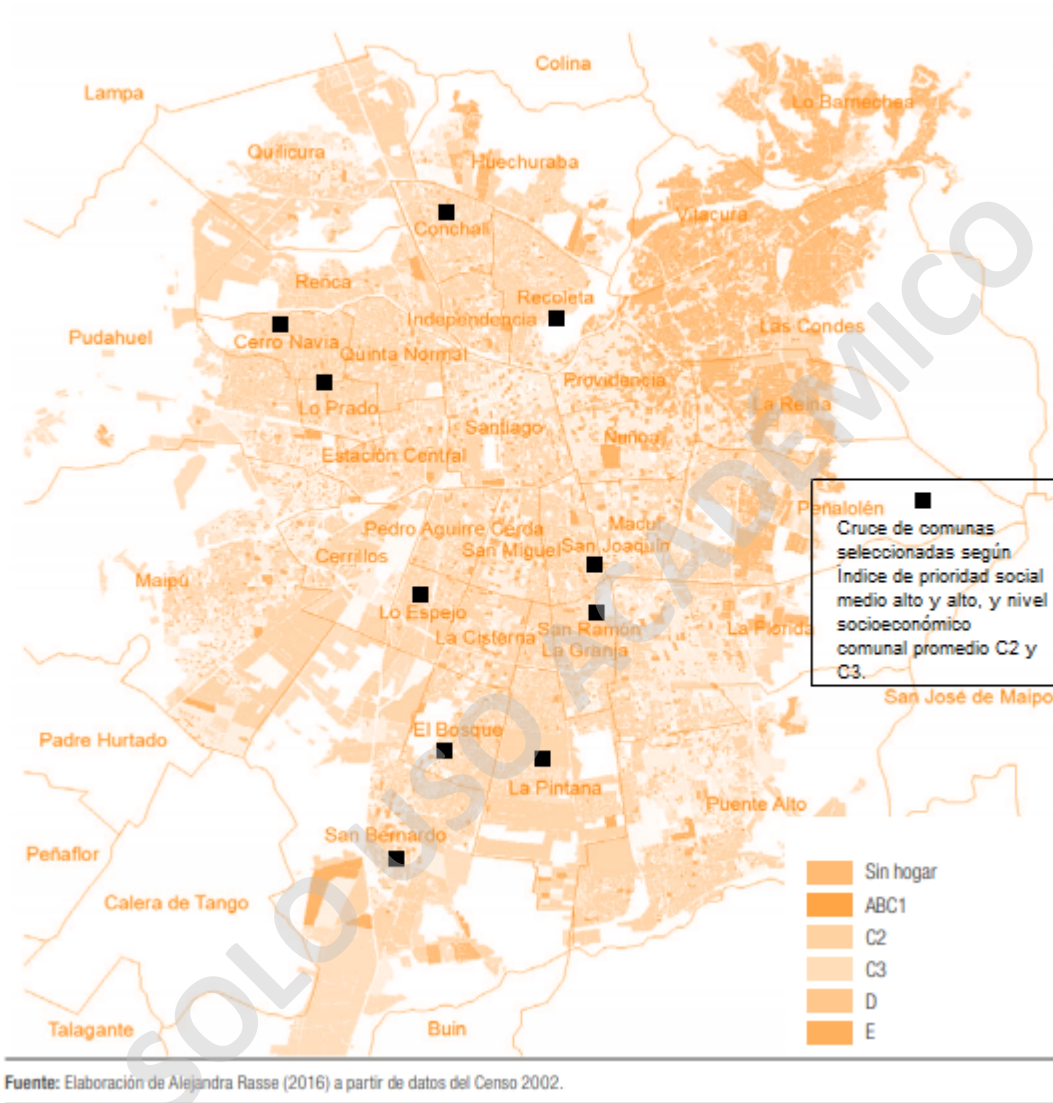 Colina
Lampa
Lo Barnechea
Quilicura
Huechuraba
Vitacura
Conchalí
Renca
Recoleta
Independencia
Pudahuel
Cerro Navia
Las Condes
Quinta Normal
Providencia
Lo Prado
La Reina
Santiago
Ñuñoa
Estación Central
Peñalolén
Pedro Aguirre Cerda
Macul
San Miguel
San Joaquín
Cerrillos
Maipú
Lo Espejo
La Cisterna
San Ramón
La Granja
La Florida
Cruce de comunas
seleccionadas según
Índice de prioridad social
medio alto y alto, y nivel
socioeconómico
comunal promedio C2 y
C3.
San José de Maipo
El Bosque
Padre Hurtado
La Pintana
Puente Alto
San Bernardo
Peñaflor
Calera de Tango
Talagante
Buin
Sin hogar
ABC1
C2
C3
D
E
SOLO USO ACADEMICO
Fuente: Elaboración de Alejandra Rasse (2016) a partir de datos del Censo 2002.